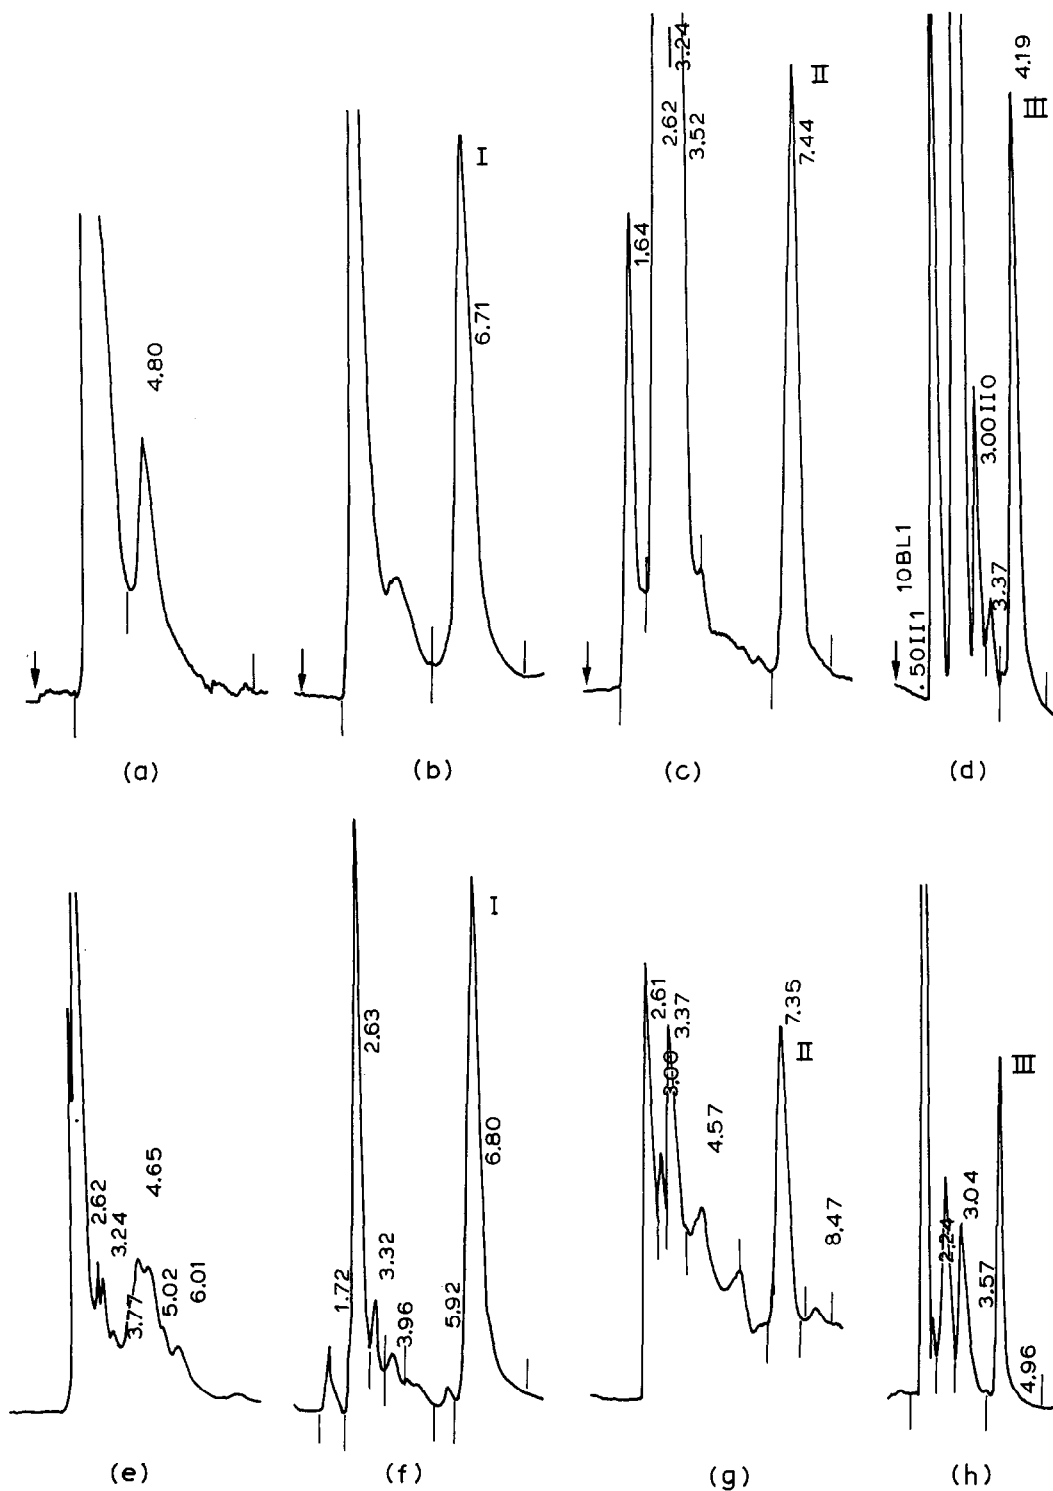 4.80
(a)
I
6.71
(b)
1.64
2.62
3.24
3.52
II
7.44
(c)
.50II1
10BL1
3.00II0
3.37
4.19
III
(d)
2.62
3.24
3.77
4.65
5.02
6.01
(e)
1.72
2.63
3.32
3.96
5.92
I
6.80
(f)
2.61
3.00
3.37
4.57
7.35
II
8.47
(g)
2.24
3.04
3.57
III
4.96
(h)